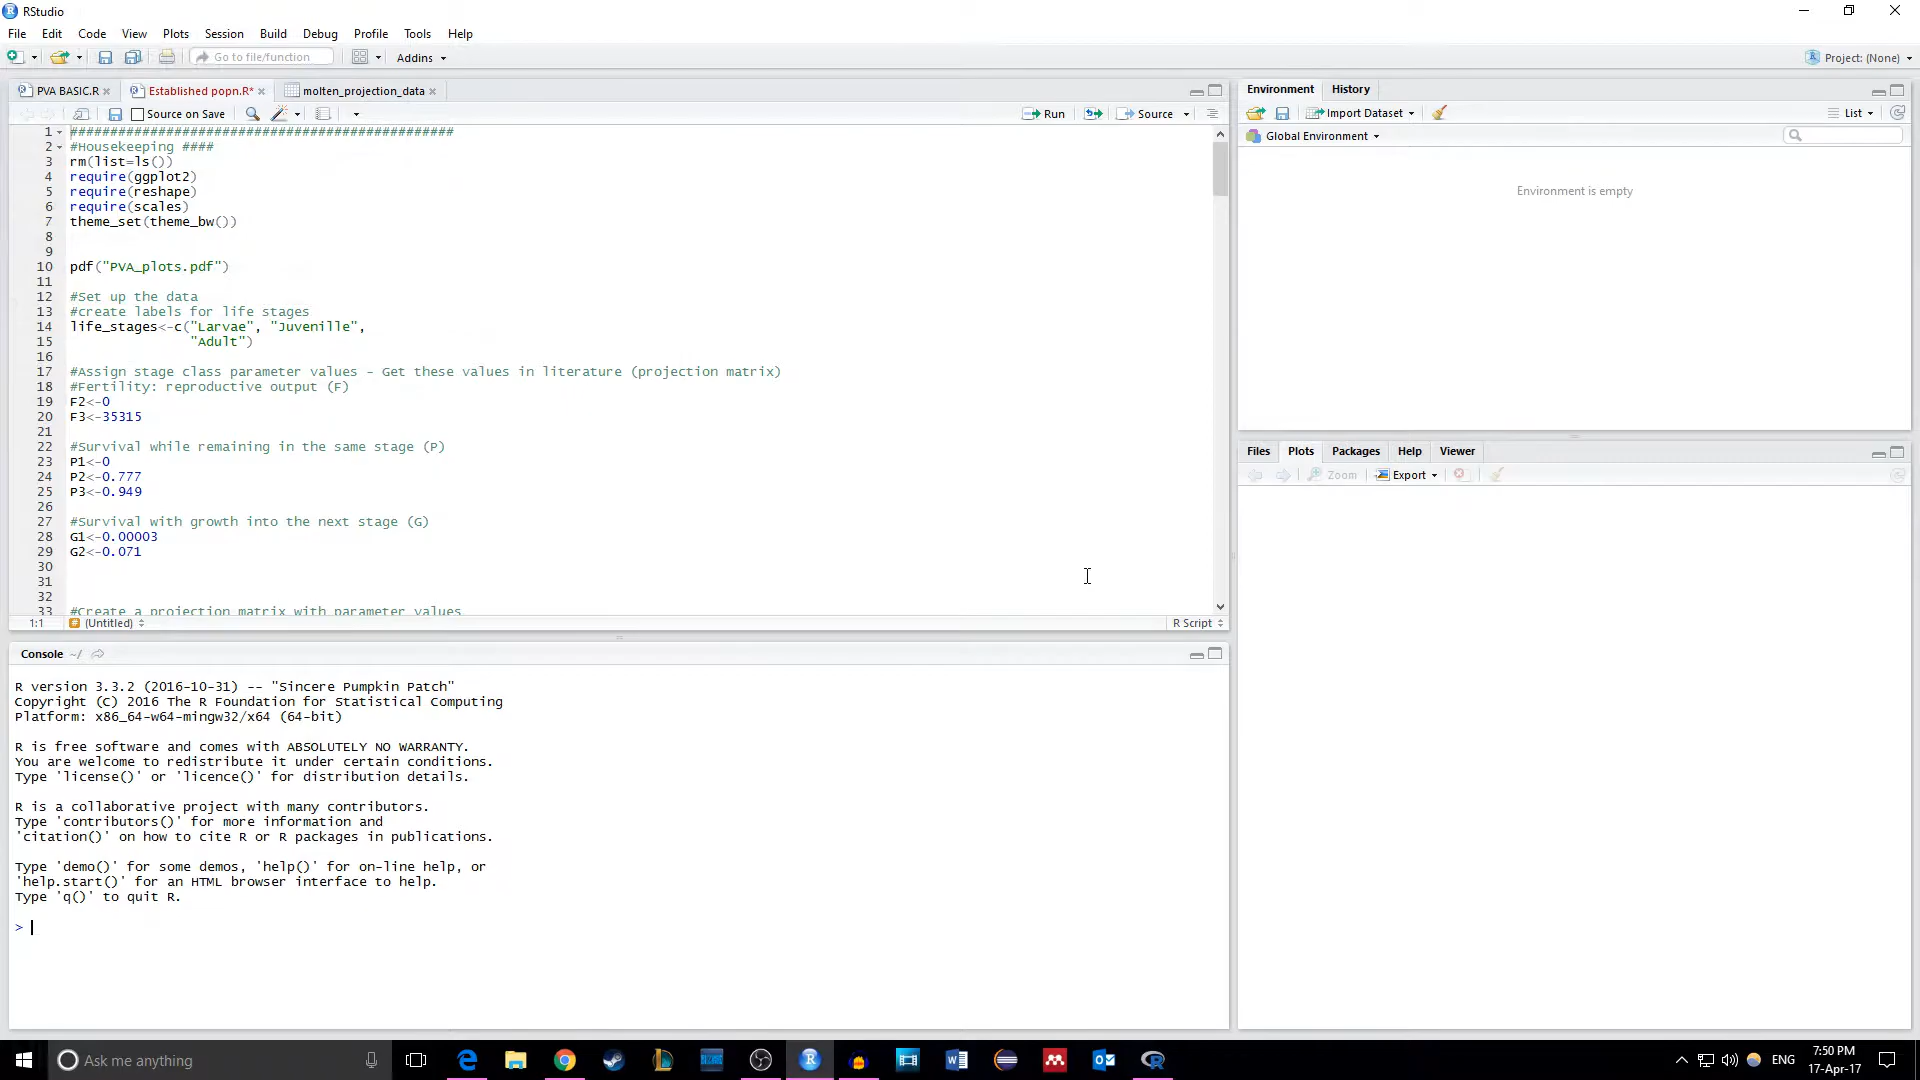 RStudio
File Edit Code View Plots Session Build Debug Profile Tools Help
Go to file/function Addins Project: (None)
PVA BASIC.R Established popn.R* molten_projection_data
Source on Save Run Source
1 ################################################
2 #Housekeeping ####
3 rm(list=ls())
4 require(ggplot2)
5 require(reshape)
6 require(scales)
7 theme_set(theme_bw())
8
9
10 pdf("PVA_plots.pdf")
11
12 #Set up the data
13 #create labels for life stages
14 life_stages<-c("Larvae", "Juvenille",
15 "Adult")
16
17 #Assign stage class parameter values - Get these values in literature (projection matrix)
18 #Fertility: reproductive output (F)
19 F2<-0
20 F3<-35315
21
22 #Survival while remaining in the same stage (P)
23 P1<-0
24 P2<-0.777
25 P3<-0.949
26
27 #Survival with growth into the next stage (G)
28 G1<-0.00003
29 G2<-0.071
30
31
32
33 #Create a projection matrix with parameter values
1:1 (Untitled) R Script
Console ~/
R version 3.3.2 (2016-10-31) -- "Sincere Pumpkin Patch"
Copyright (C) 2016 The R Foundation for Statistical Computing
Platform: x86_64-w64-mingw32/x64 (64-bit)
R is free software and comes with ABSOLUTELY NO WARRANTY.
You are welcome to redistribute it under certain conditions.
Type 'license()' or 'licence()' for distribution details.
R is a collaborative project with many contributors.
Type 'contributors()' for more information and
'citation()' on how to cite R or R packages in publications.
Type 'demo()' for some demos, 'help()' for on-line help, or
'help.start()' for an HTML browser interface to help.
Type 'q()' to quit R.
>
Environment History
Import Dataset List
Global Environment
Environment is empty
Files Plots Packages Help Viewer
Zoom Export
Ask me anything
ENG
7:50 PM
17-Apr-17